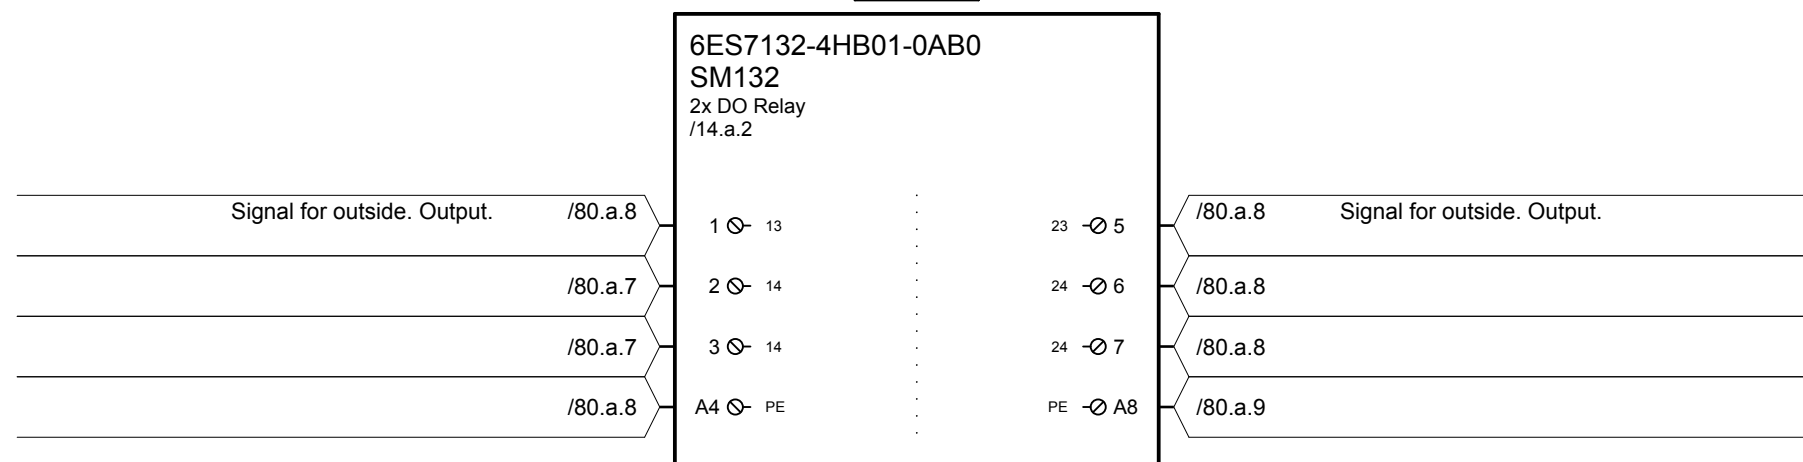 6ES7132-4HB01-0AB0
SM132
2x DO Relay
/14.a.2
Signal for outside. Output. /80.a.8 1 13 23 5 /80.a.8 Signal for outside. Output.
/80.a.7 2 14 24 6 /80.a.8
/80.a.7 3 14 24 7 /80.a.8
/80.a.8 A4 PE PE A8 /80.a.9